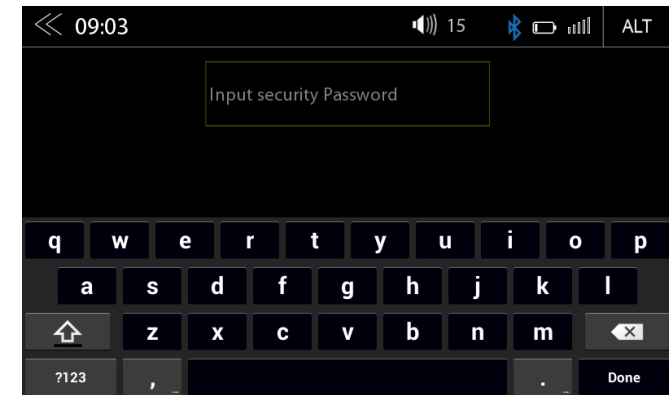 09:03 15 ALT
Input security Password
q w e r t y u i o p
a s d f g h j k l
z x c v b n m
?123 , . Done